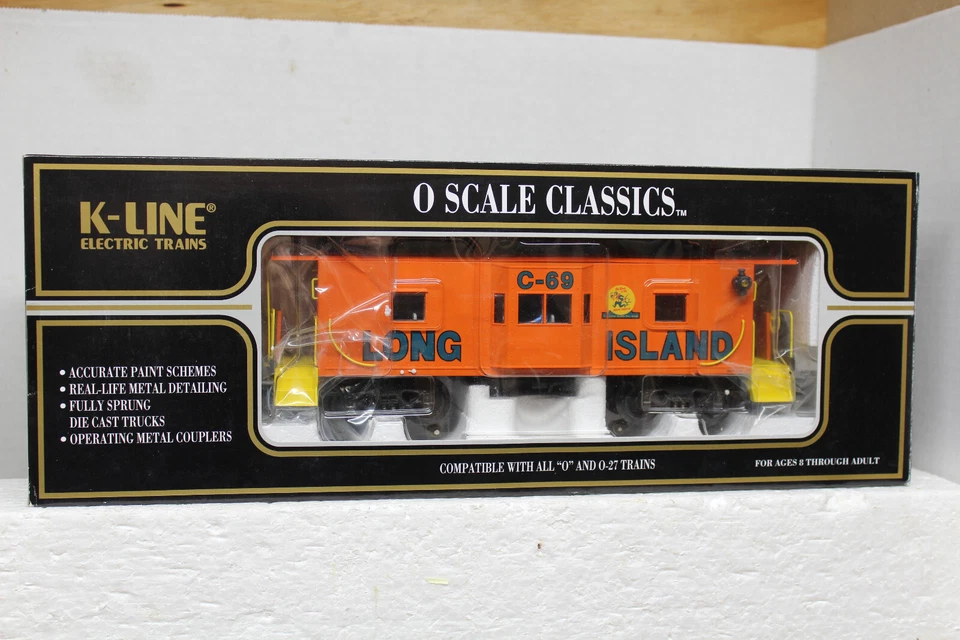 O SCALE CLASSICS™
K-LINE®
ELECTRIC TRAINS
C-69
LONG ISLAND
• ACCURATE PAINT SCHEMES
• REAL-LIFE METAL DETAILING
• FULLY SPRUNG
DIE CAST TRUCKS
• OPERATING METAL COUPLERS
COMPATIBLE WITH ALL "O" AND O-27 TRAINS
FOR AGES 8 THROUGH ADULT